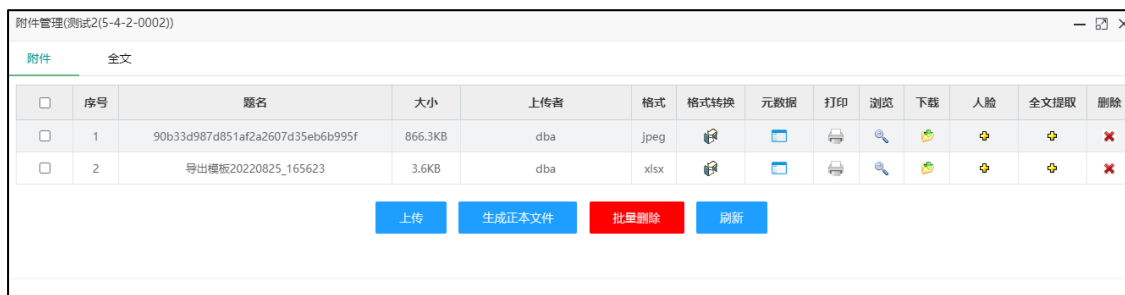 附件管理(测试2(5-4-2-0002))
附件 全文
序号 题名 大小 上传者 格式 格式转换 元数据 打印 浏览 下载 人脸 全文提取 删除
1 90b33d987d851af2a2607d35eb6b995f 866.3KB dba jpeg
2 导出模板20220825_165623 3.6KB dba xlsx
上传 生成正本文件 批量删除 刷新